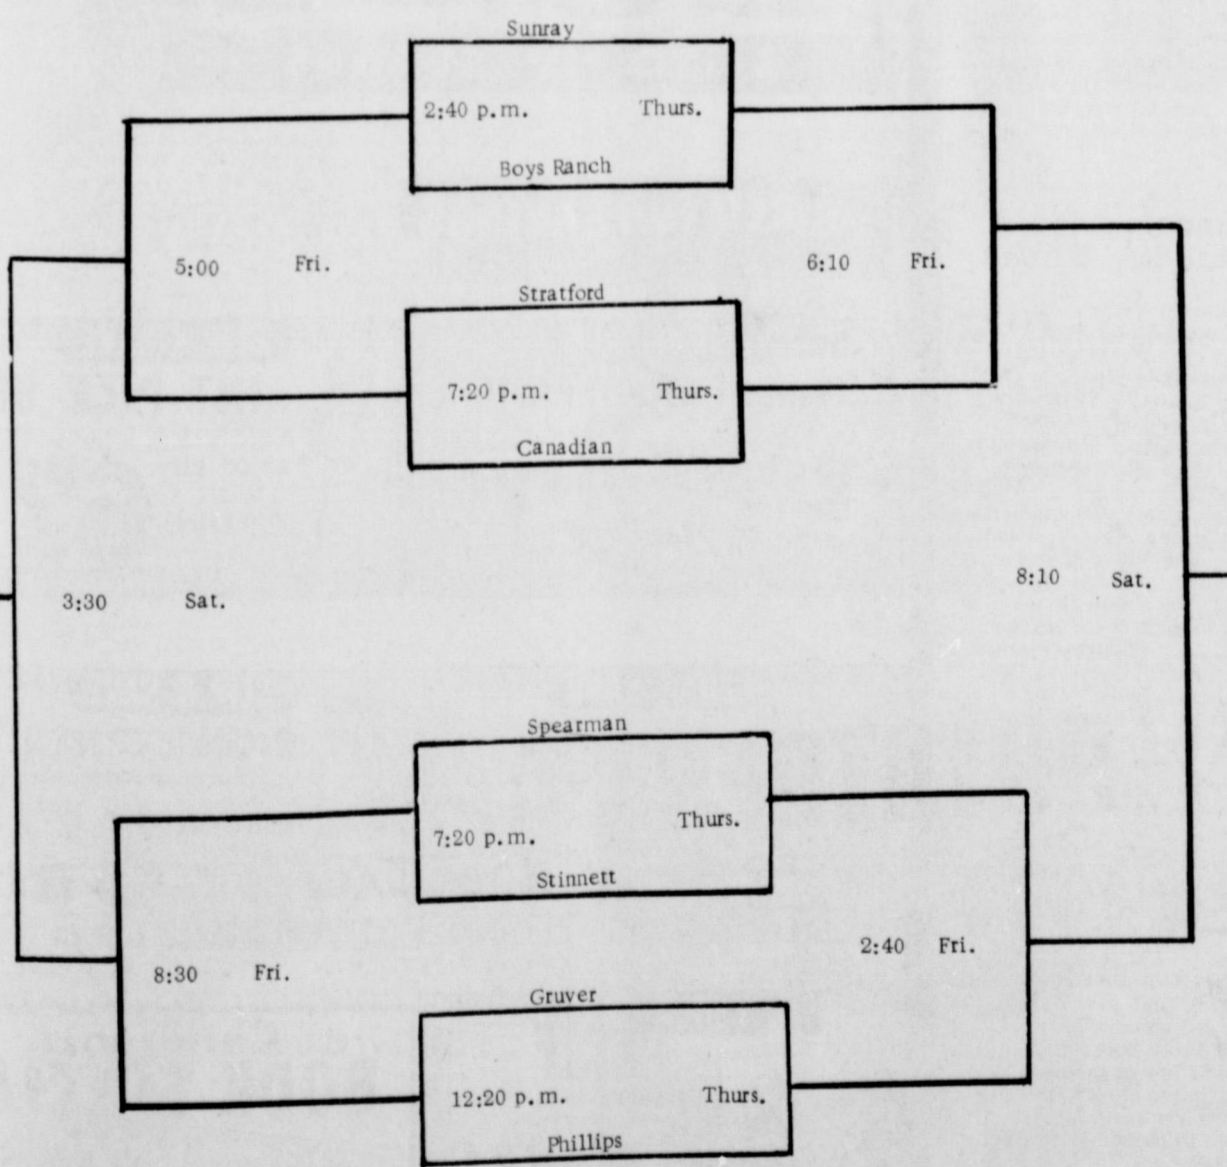 Sunray
2:40 p.m. Thurs.
Boys Ranch
5:00 Fri.
6:10 Fri.
Stratford
7:20 p.m. Thurs.
Canadian
3:30 Sat.
8:10 Sat.
Spearman
7:20 p.m. Thurs.
Stinnett
8:30 Fri.
2:40 Fri.
Gruver
12:20 p.m. Thurs.
Phillips